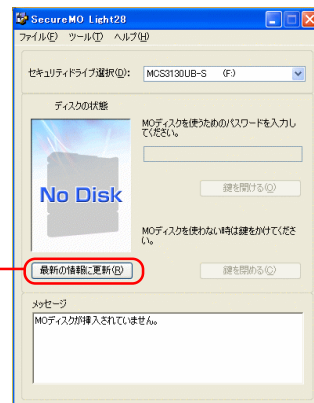 SecureMO Light28
ファイル(F) ツール(T) ヘルプ(H)
セキュリティドライブ選択(D): MCS3130UB-S (F:)
ディスクの状態
MOディスクを使うためのパスワードを入力し
てください。
No Disk
鍵を開ける(O)
MOディスクを使わない時は鍵をかけてくださ
い。
最新の情報に更新(R)
鍵を閉める(C)
メッセージ
MOディスクが挿入されていません。